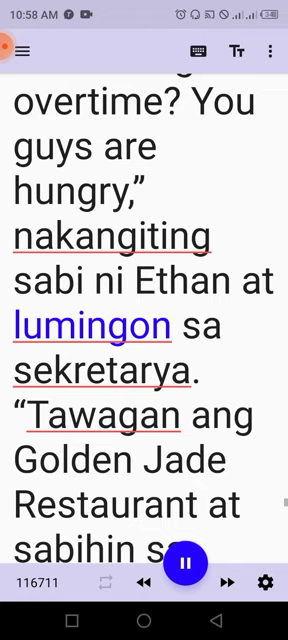 10:58 AM
overtime? You
guys are
hungry,”
nakangiting
sabi ni Ethan at
lumingon sa
sekretarya.
“Tawagan ang
Golden Jade
Restaurant at
sabihin
116711